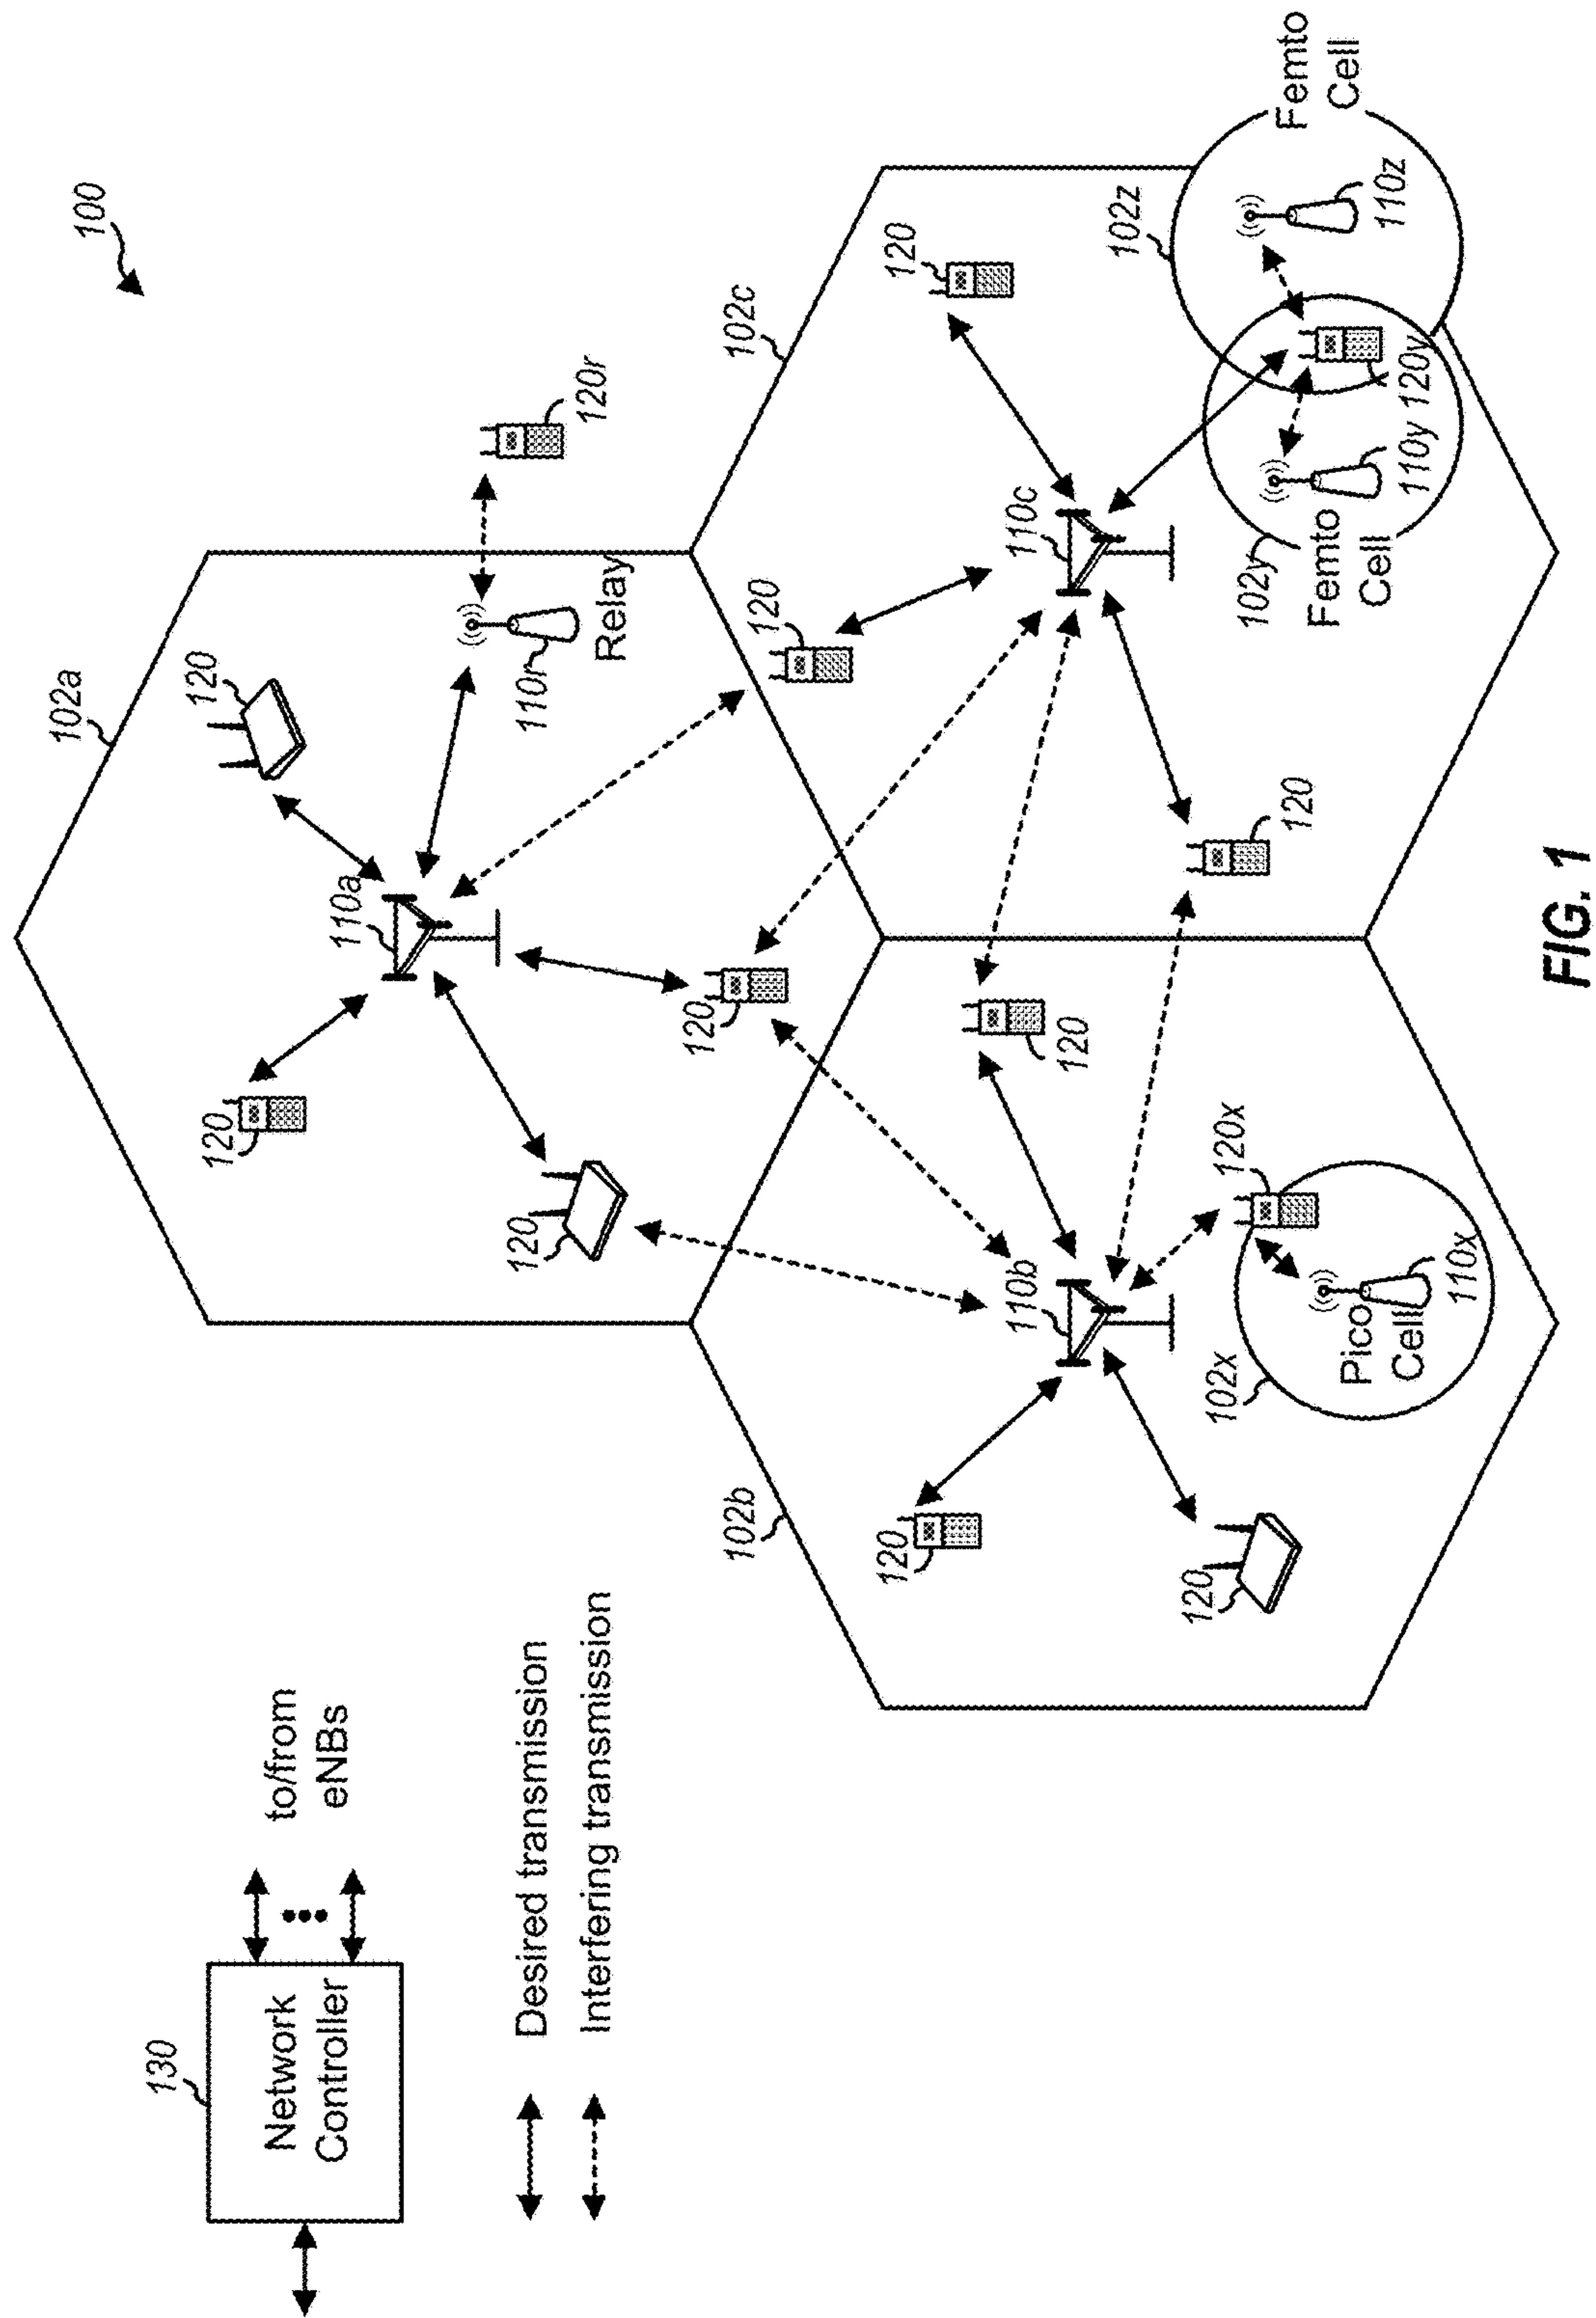 100
130
Network
Controller
to/from
eNBs
Desired transmission
Interfering transmission
102a
120
110a
120
120
110r
Relay
120r
120
120
102b
120
110b
120
120
102x
Pico
Cell
110x
120x
102c
120
110c
120
120
102y
Femto
Cell
110y
120y
102z
110z
Femto
Cell
FIG. 1